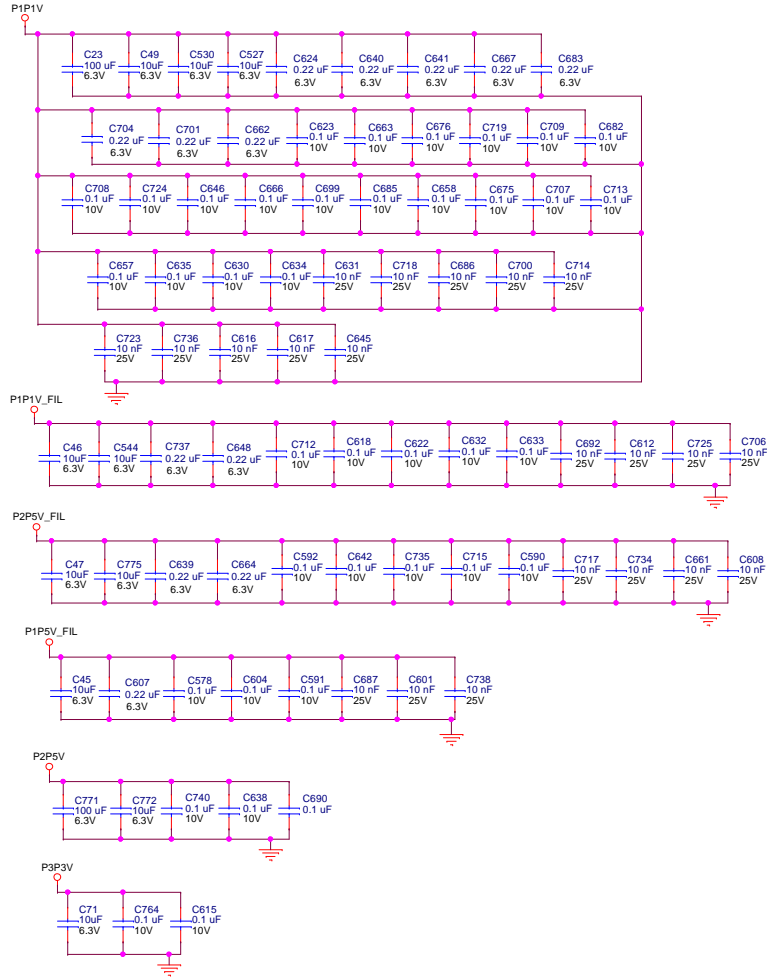 P1P1V
C23 C49 C530 C527 C624 C640 C641 C667 C683
100 uF 10uF 10uF 10uF 0.22 uF 0.22 uF 0.22 uF 0.22 uF 0.22 uF
6.3V 6.3V 6.3V 6.3V 6.3V 6.3V 6.3V 6.3V 6.3V
C704 C701 C662 C623 C663 C676 C719 C709 C682
0.22 uF 0.22 uF 0.22 uF 0.1 uF 0.1 uF 0.1 uF 0.1 uF 0.1 uF 0.1 uF
6.3V 6.3V 6.3V 10V 10V 10V 10V 10V 10V
C708 C724 C646 C666 C699 C685 C658 C675 C707 C713
0.1 uF 0.1 uF 0.1 uF 0.1 uF 0.1 uF 0.1 uF 0.1 uF 0.1 uF 0.1 uF 0.1 uF
10V 10V 10V 10V 10V 10V 10V 10V 10V 10V
C657 C635 C630 C634 C631 C718 C686 C700 C714
0.1 uF 0.1 uF 0.1 uF 0.1 uF 10 nF 10 nF 10 nF 10 nF 10 nF
10V 10V 10V 10V 25V 25V 25V 25V 25V
C723 C736 C616 C617 C645
10 nF 10 nF 10 nF 10 nF 10 nF
25V 25V 25V 25V 25V
P1P1V_FIL
C46 C544 C737 C648 C712 C618 C622 C632 C633 C692 C612 C725 C706
10uF 10uF 0.22 uF 0.22 uF 0.1 uF 0.1 uF 0.1 uF 0.1 uF 0.1 uF 10 nF 10 nF 10 nF 10 nF
6.3V 6.3V 6.3V 6.3V 10V 10V 10V 10V 10V 25V 25V 25V 25V
P2P5V_FIL
C47 C775 C639 C664 C592 C642 C735 C715 C590 C717 C734 C661 C608
10uF 10uF 0.22 uF 0.22 uF 0.1 uF 0.1 uF 0.1 uF 0.1 uF 0.1 uF 10 nF 10 nF 10 nF 10 nF
6.3V 6.3V 6.3V 6.3V 10V 10V 10V 10V 10V 25V 25V 25V 25V
P1P5V_FIL
C45 C607 C578 C604 C591 C687 C601 C738
10uF 0.22 uF 0.1 uF 0.1 uF 0.1 uF 10 nF 10 nF 10 nF
6.3V 6.3V 10V 10V 10V 25V 25V 25V
P2P5V
C771 C772 C740 C638 C690
100 uF 10uF 0.1 uF 0.1 uF 0.1 uF
6.3V 6.3V 10V 10V
P3P3V
C71 C764 C615
10uF 0.1 uF 0.1 uF
6.3V 10V 10V